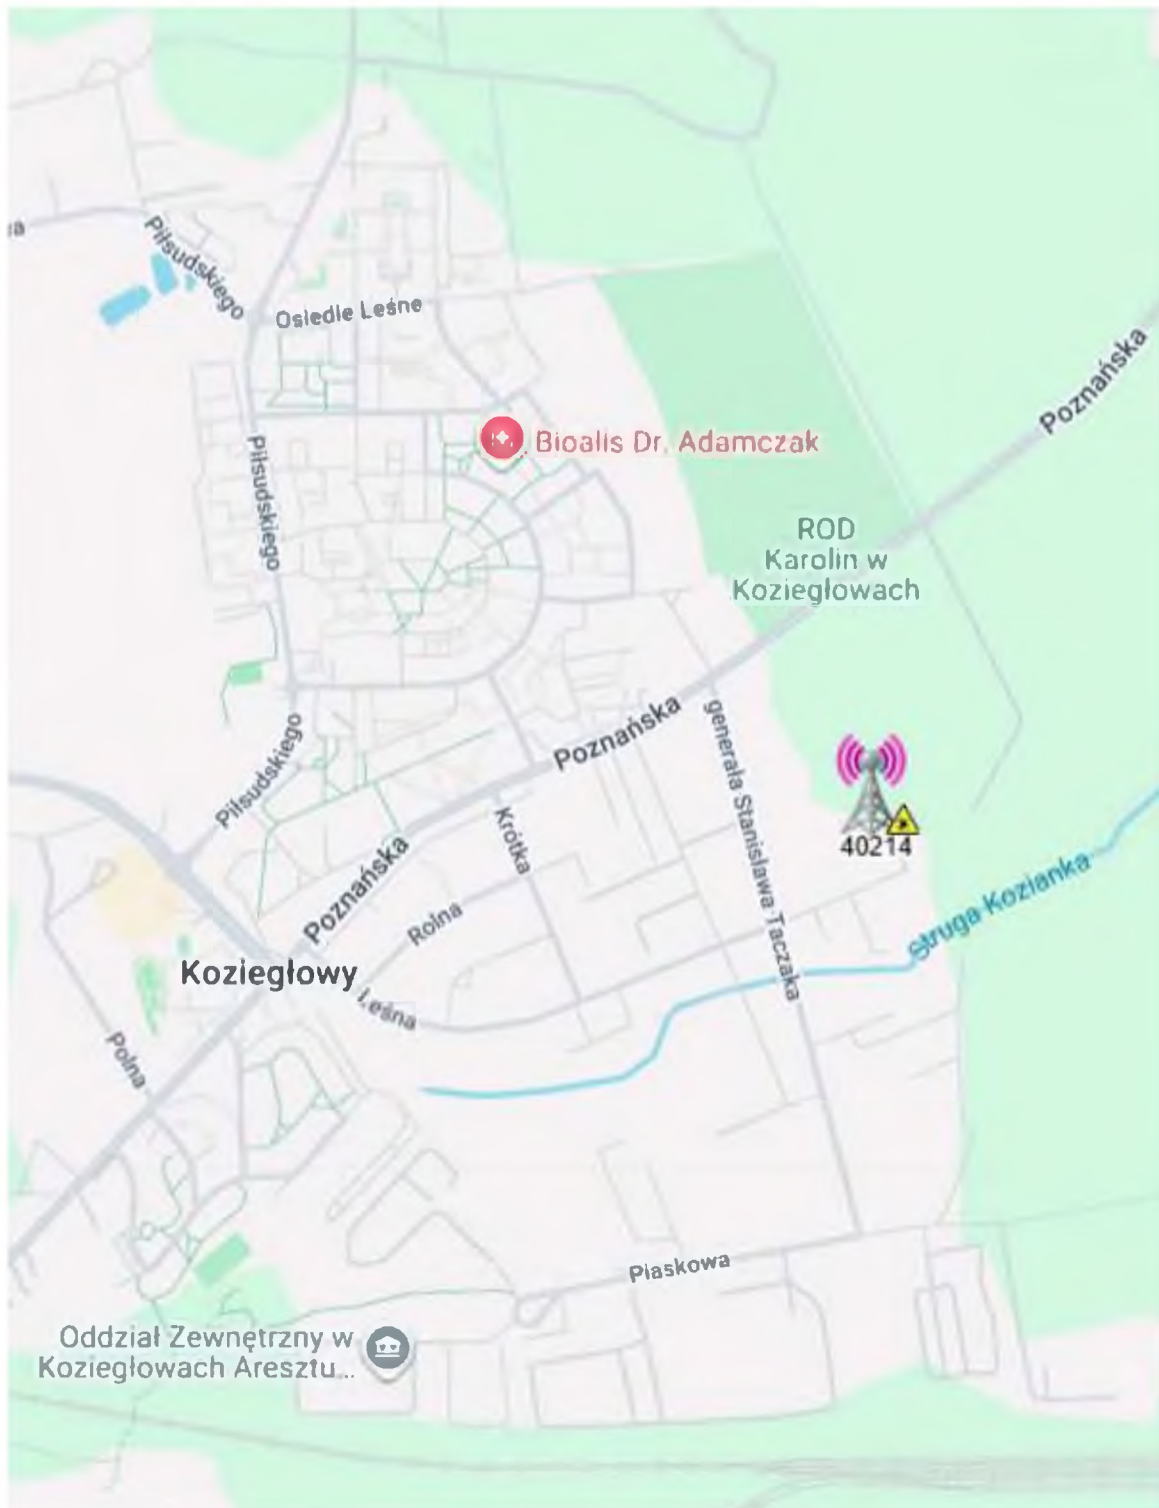 Piłsudskiego
Osiedle Leśne
Poznańska
Bioalis Dr. Adamczak
Piłsudskiego
ROD
Karolin w
Koziegłowach
Poznańska
generała Stanisława Taczaka
Piłsudskiego
40214
Krótka
Poznańska
Rolna
Struga Kozianka
Koziegłowy
Leśna
Polna
Piaskowa
Oddział Zewnętrzny w
Koziegłowach Aresztu...